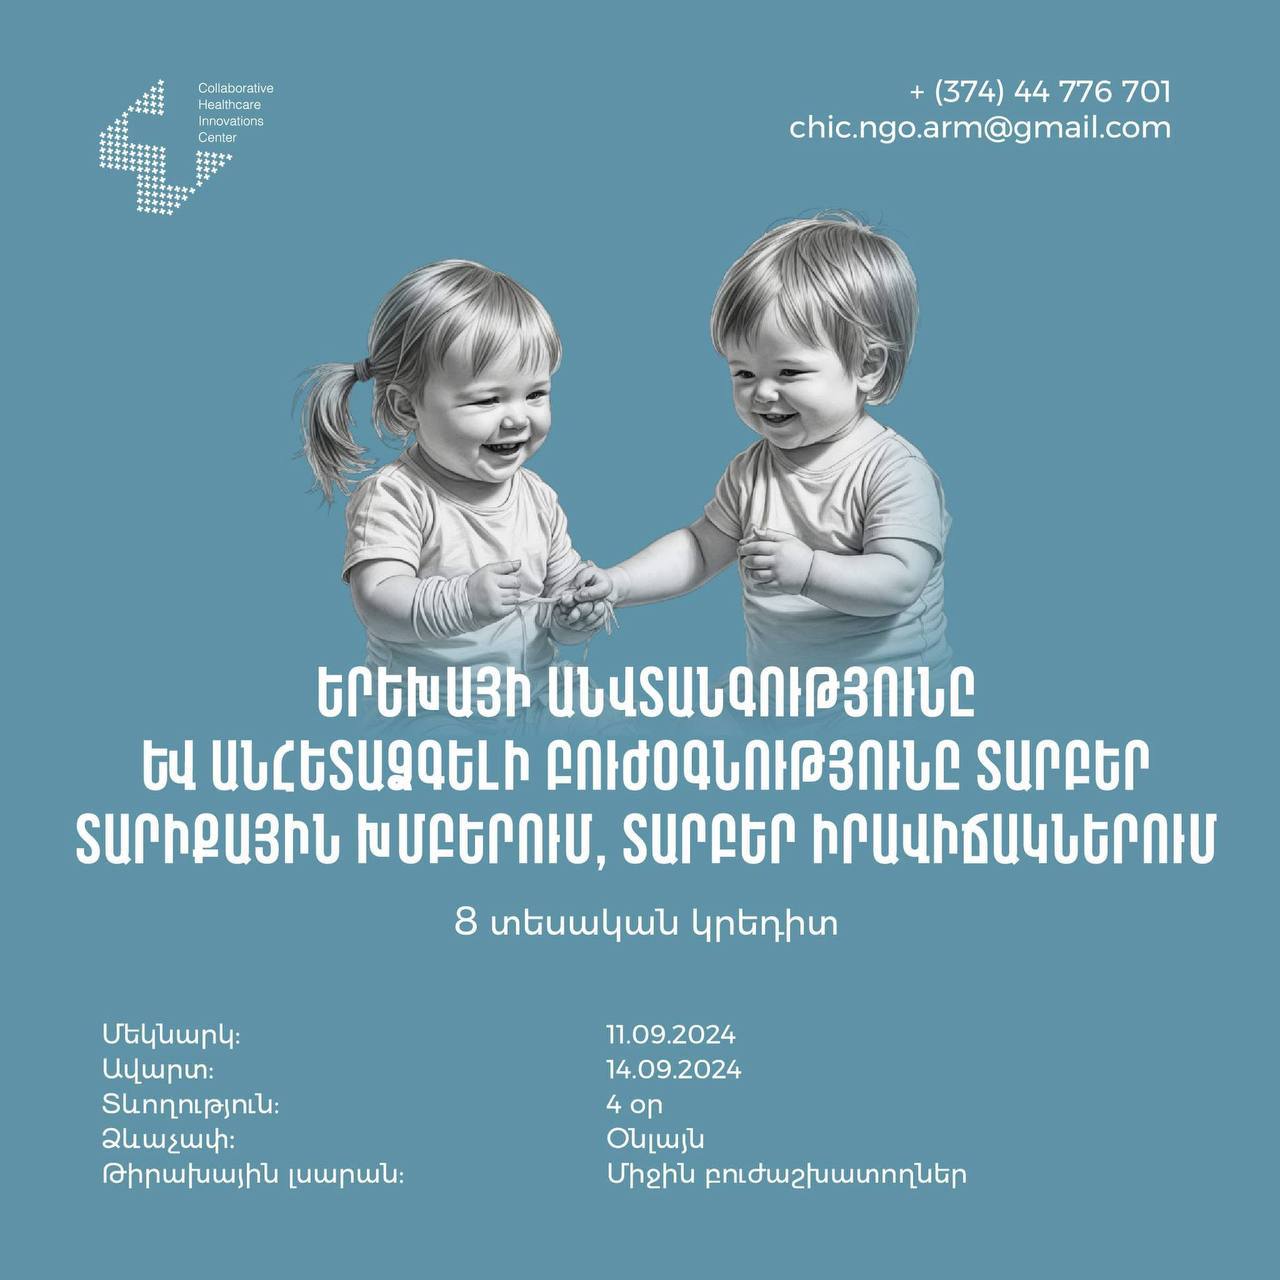 Collaborative
Healthcare
Innovations
Center
+ (374) 44 776 701
chic.ngo.arm@gmail.com
ԵՐԵԽԱՅԻ ԱՆՎՏԱՆԳՈՒԹՅՈՒՆԸ
ԵՎ ԱՆՀԵՏԱՁԳԵԼԻ ԲՈՒԺՕԳՆՈՒԹՅՈՒՆԸ ՏԱՐԲԵՐ
ՏԱՐԻՔԱՅԻՆ ԽՄԲԵՐՈՒՄ, ՏԱՐԲԵՐ ԻՐԱՎԻՃԱԿՆԵՐՈՒՄ
8 տեսական կրեդիտ
Մեկնարկ: 11.09.2024
Ավարտ: 14.09.2024
Տևողություն: 4 օր
Ձևաչափ: Օնլայն
Թիրախային լսարան: Միջին բուժաշխատողներ